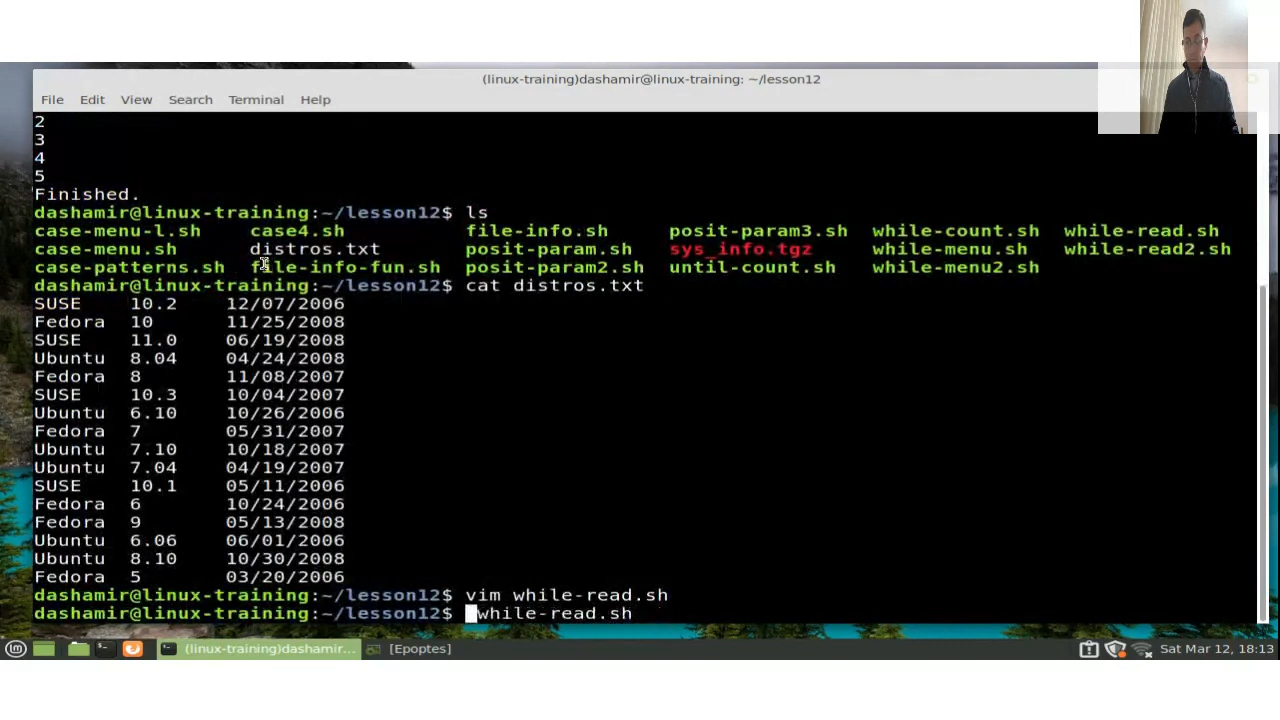 (linux-training)dashamir@linux-training: ~/lesson12
File Edit View Search Terminal Help
2
3
4
5
Finished.
dashamir@linux-training:~/lesson12$ ls
case-menu-l.sh case4.sh file-info.sh posit-param3.sh while-count.sh while-read.sh
case-menu.sh distros.txt posit-param.sh sys_info.tgz while-menu.sh while-read2.sh
case-patterns.sh file-info-fun.sh posit-param2.sh until-count.sh while-menu2.sh
dashamir@linux-training:~/lesson12$ cat distros.txt
SUSE 10.2 12/07/2006
Fedora 10 11/25/2008
SUSE 11.0 06/19/2008
Ubuntu 8.04 04/24/2008
Fedora 8 11/08/2007
SUSE 10.3 10/04/2007
Ubuntu 6.10 10/26/2006
Fedora 7 05/31/2007
Ubuntu 7.10 10/18/2007
Ubuntu 7.04 04/19/2007
SUSE 10.1 05/11/2006
Fedora 6 10/24/2006
Fedora 9 05/13/2008
Ubuntu 6.06 06/01/2006
Ubuntu 8.10 10/30/2008
Fedora 5 03/20/2006
dashamir@linux-training:~/lesson12$ vim while-read.sh
dashamir@linux-training:~/lesson12$ while-read.sh
(linux-training)dashamir... [Epoptes] Sat Mar 12, 18:13